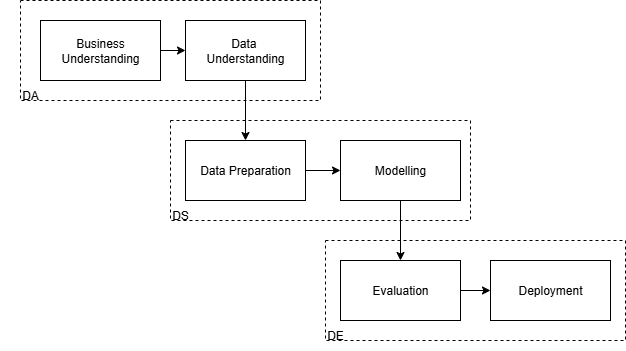 Business
Understanding
Data
Understanding
DA
Data Preparation
Modelling
DS
Evaluation
Deployment
DE